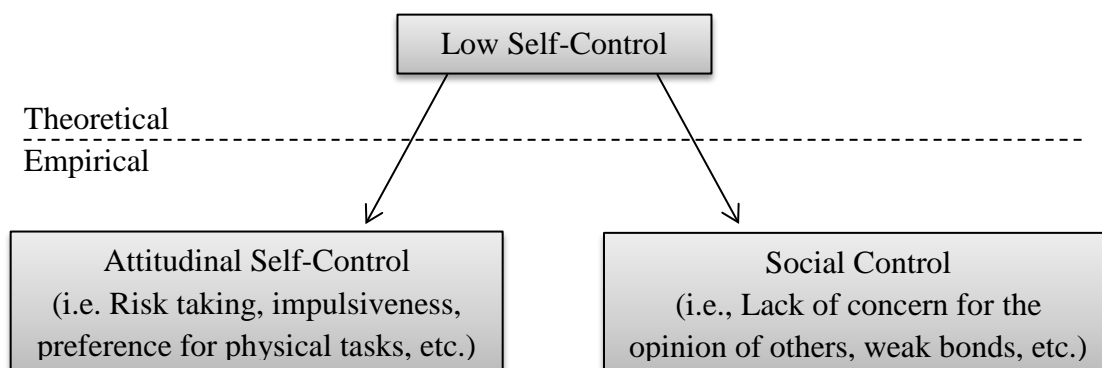 Low Self-Control
Theoretical
Empirical
Attitudinal Self-Control
(i.e. Risk taking, impulsiveness,
preference for physical tasks, etc.)
Social Control
(i.e., Lack of concern for the
opinion of others, weak bonds, etc.)